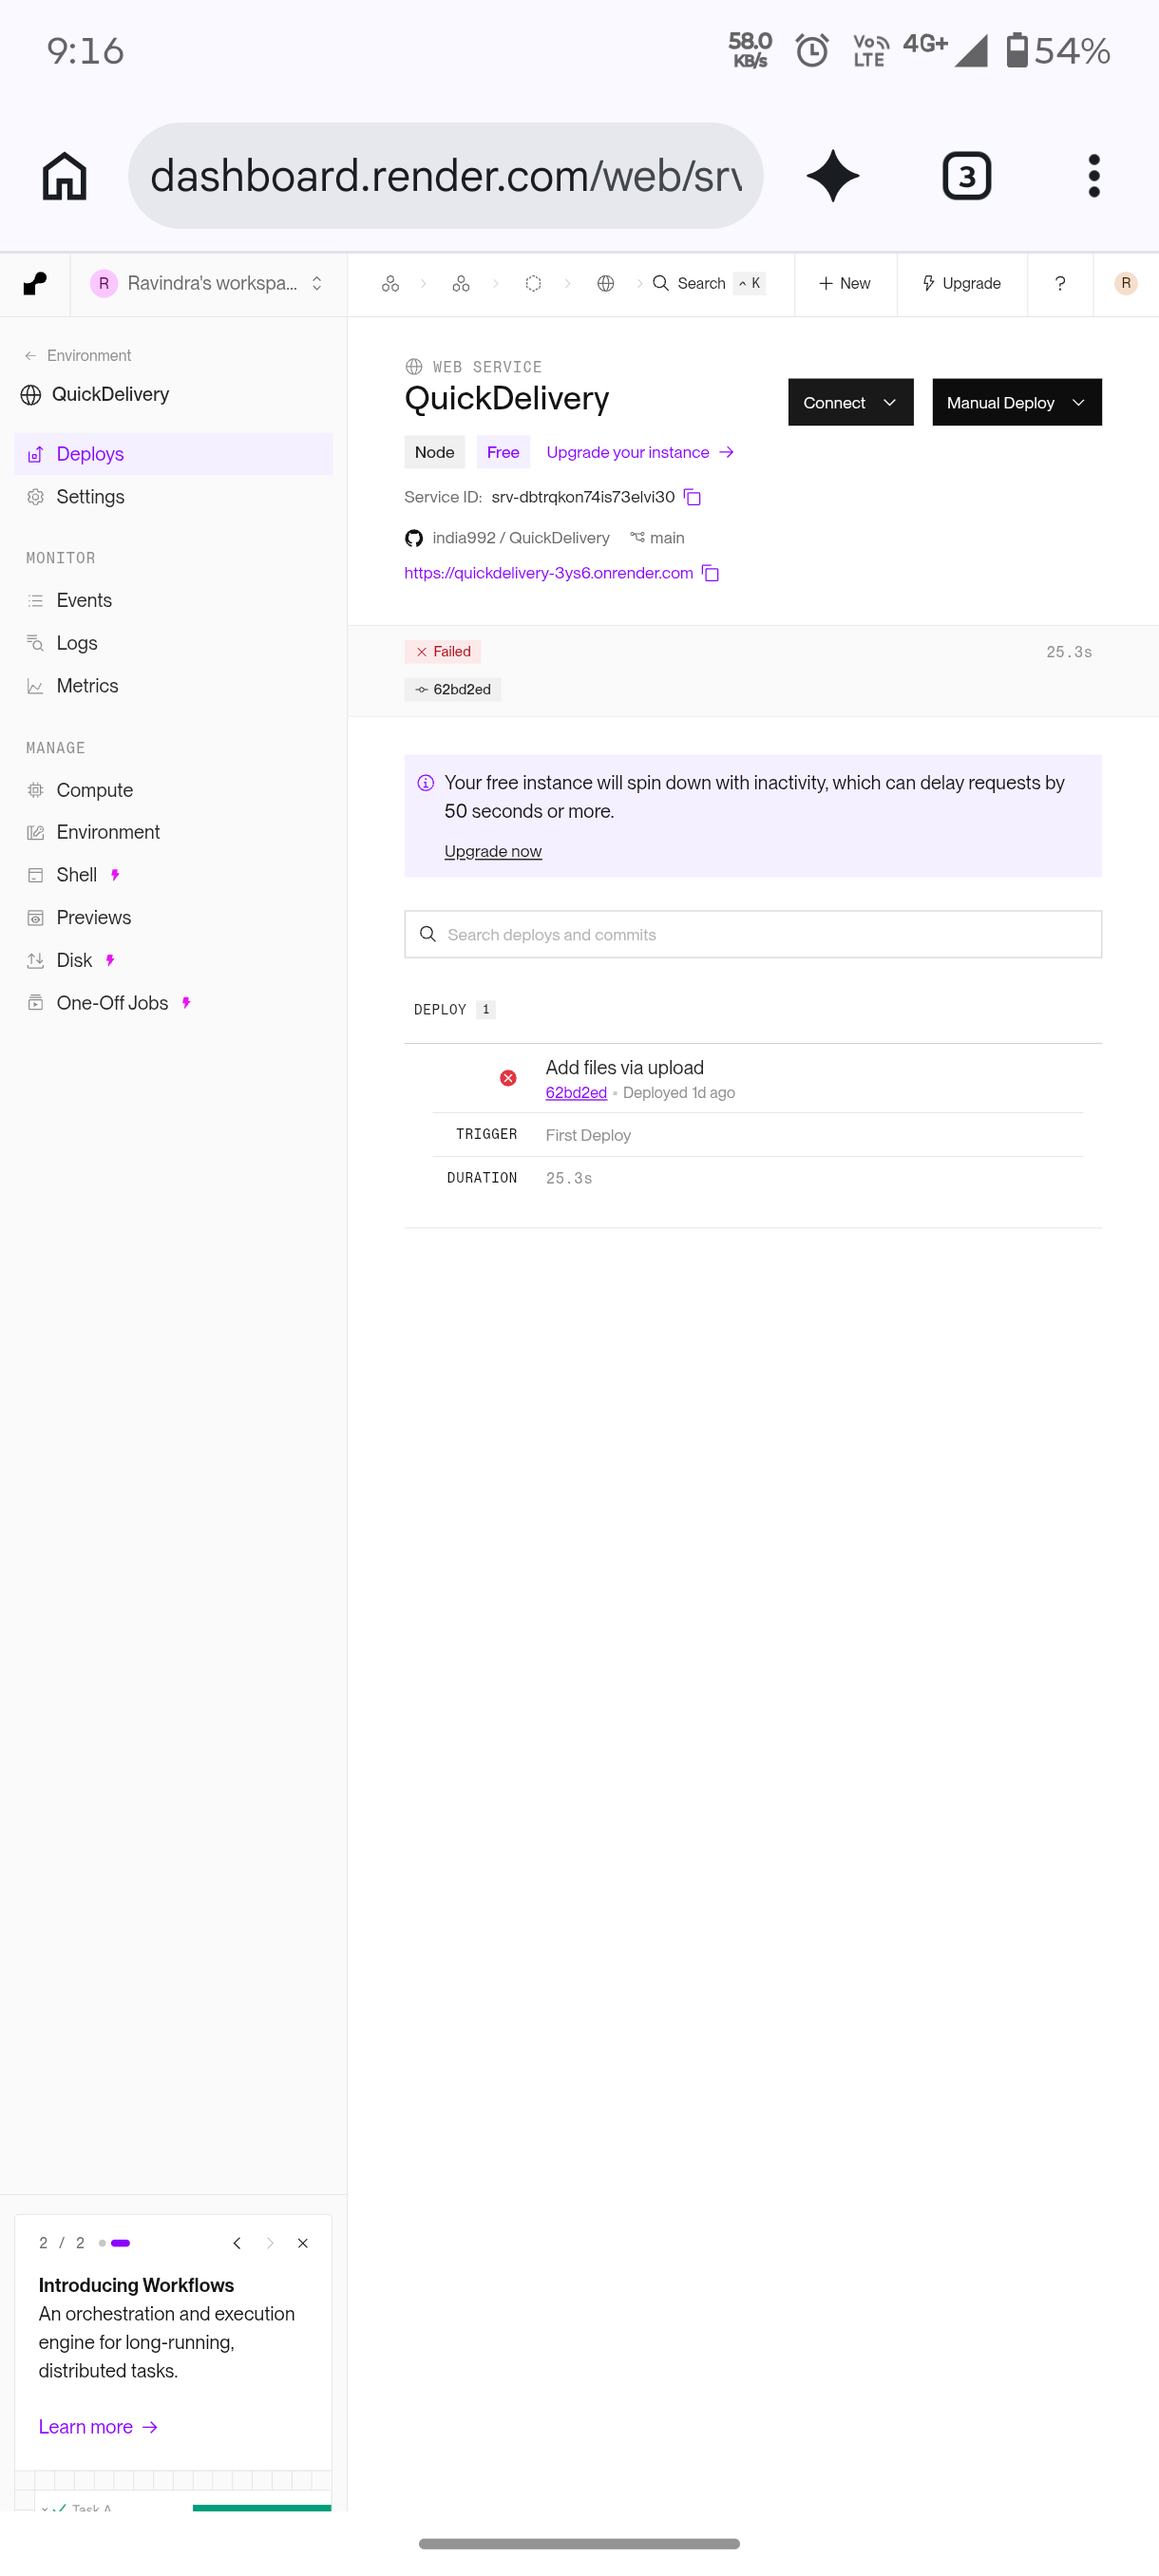 9:16
58.0
KB/s
Vo
LTE
4G+
54%
dashboard.render.com/web/srv
3
R
Ravindra's workspa...
Search
K
New
Upgrade
?
R
Environment
QuickDelivery
Deploys
Settings
MONITOR
Events
Logs
Metrics
MANAGE
Compute
Environment
Shell
Previews
Disk
One-Off Jobs
WEB SERVICE
QuickDelivery
Connect
Manual Deploy
Node
Free
Upgrade your instance
Service ID: srv-dbtrqkon74is73elvi30
india992 / QuickDelivery
main
https://quickdelivery-3ys6.onrender.com
Failed
25.3s
62bd2ed
Your free instance will spin down with inactivity, which can delay requests by
50 seconds or more.
Upgrade now
Search deploys and commits
DEPLOY 1
Add files via upload
62bd2ed • Deployed 1d ago
TRIGGER First Deploy
DURATION 25.3s
2 / 2
Introducing Workflows
An orchestration and execution
engine for long-running,
distributed tasks.
Learn more
Task A